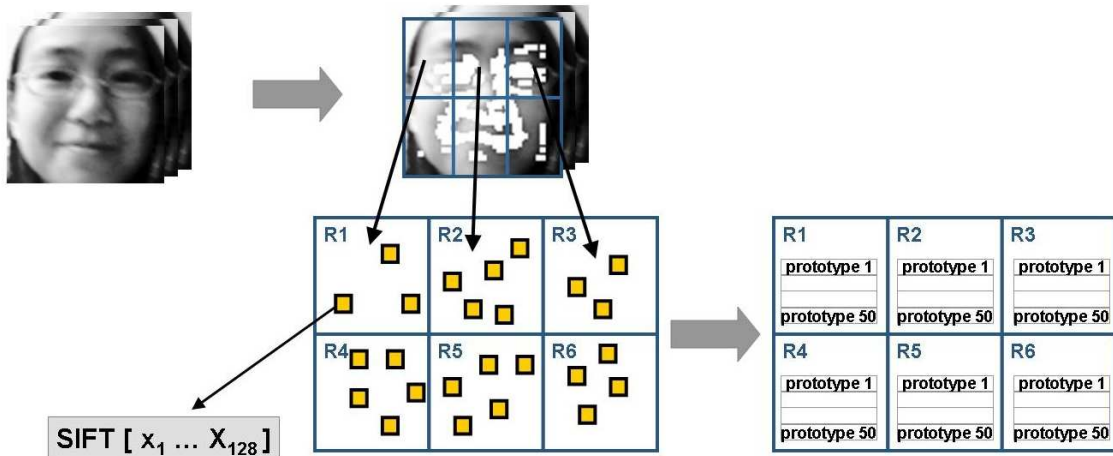 R1 R2 R3
R4 R5 R6
SIFT [ x1 … X128 ]
R1 R2 R3
prototype 1 prototype 1 prototype 1
prototype 50 prototype 50 prototype 50
R4 R5 R6
prototype 1 prototype 1 prototype 1
prototype 50 prototype 50 prototype 50